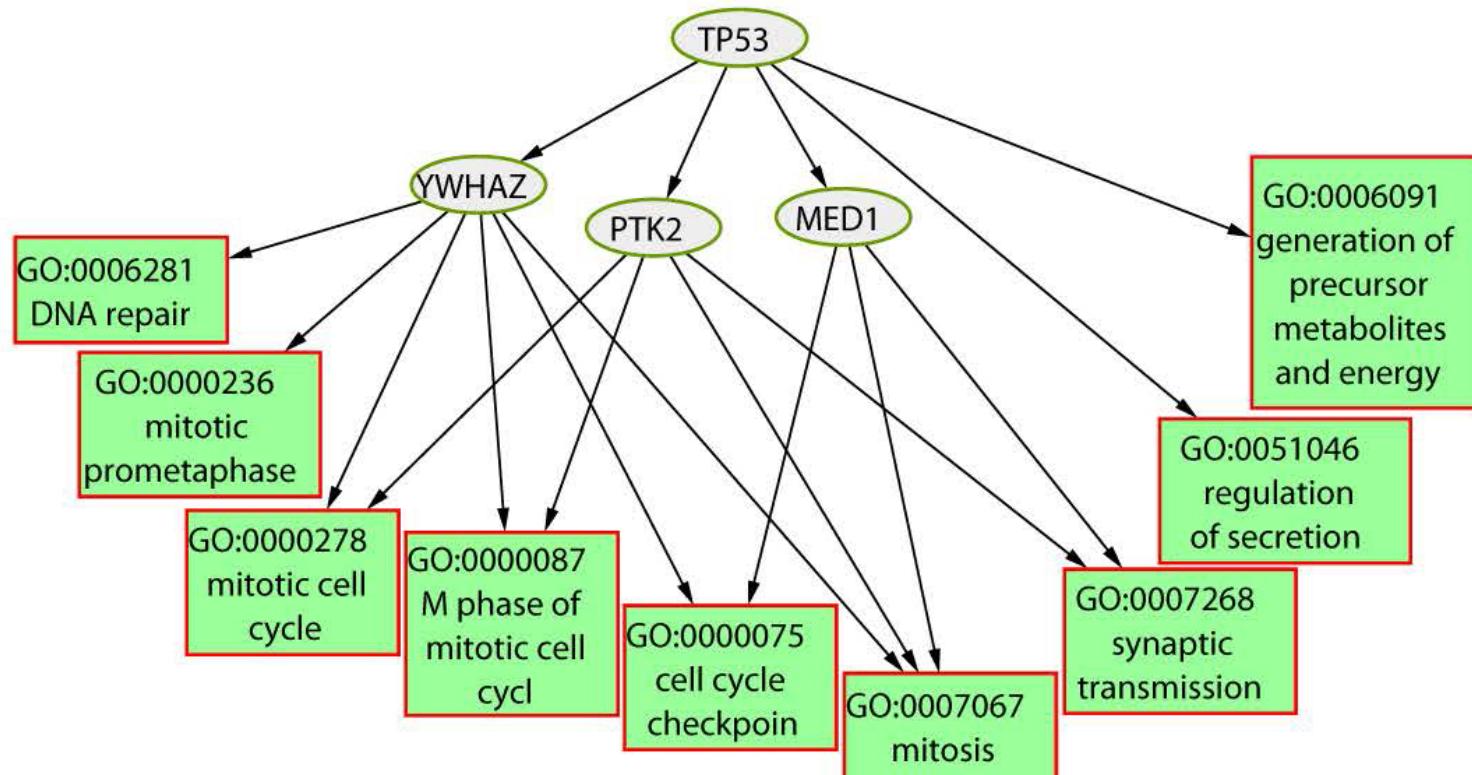 TP53
YWHAZ
PTK2
MED1
GO:0006091
generation of
precursor
metabolites
and energy
GO:0006281
DNA repair
GO:0000236
mitotic
prometaphase
GO:0051046
regulation
of secretion
GO:0000278
mitotic cell
cycle
GO:0000087
M phase of
mitotic cell
cycl
GO:0007268
synaptic
transmission
GO:0000075
cell cycle
checkpoin
GO:0007067
mitosis